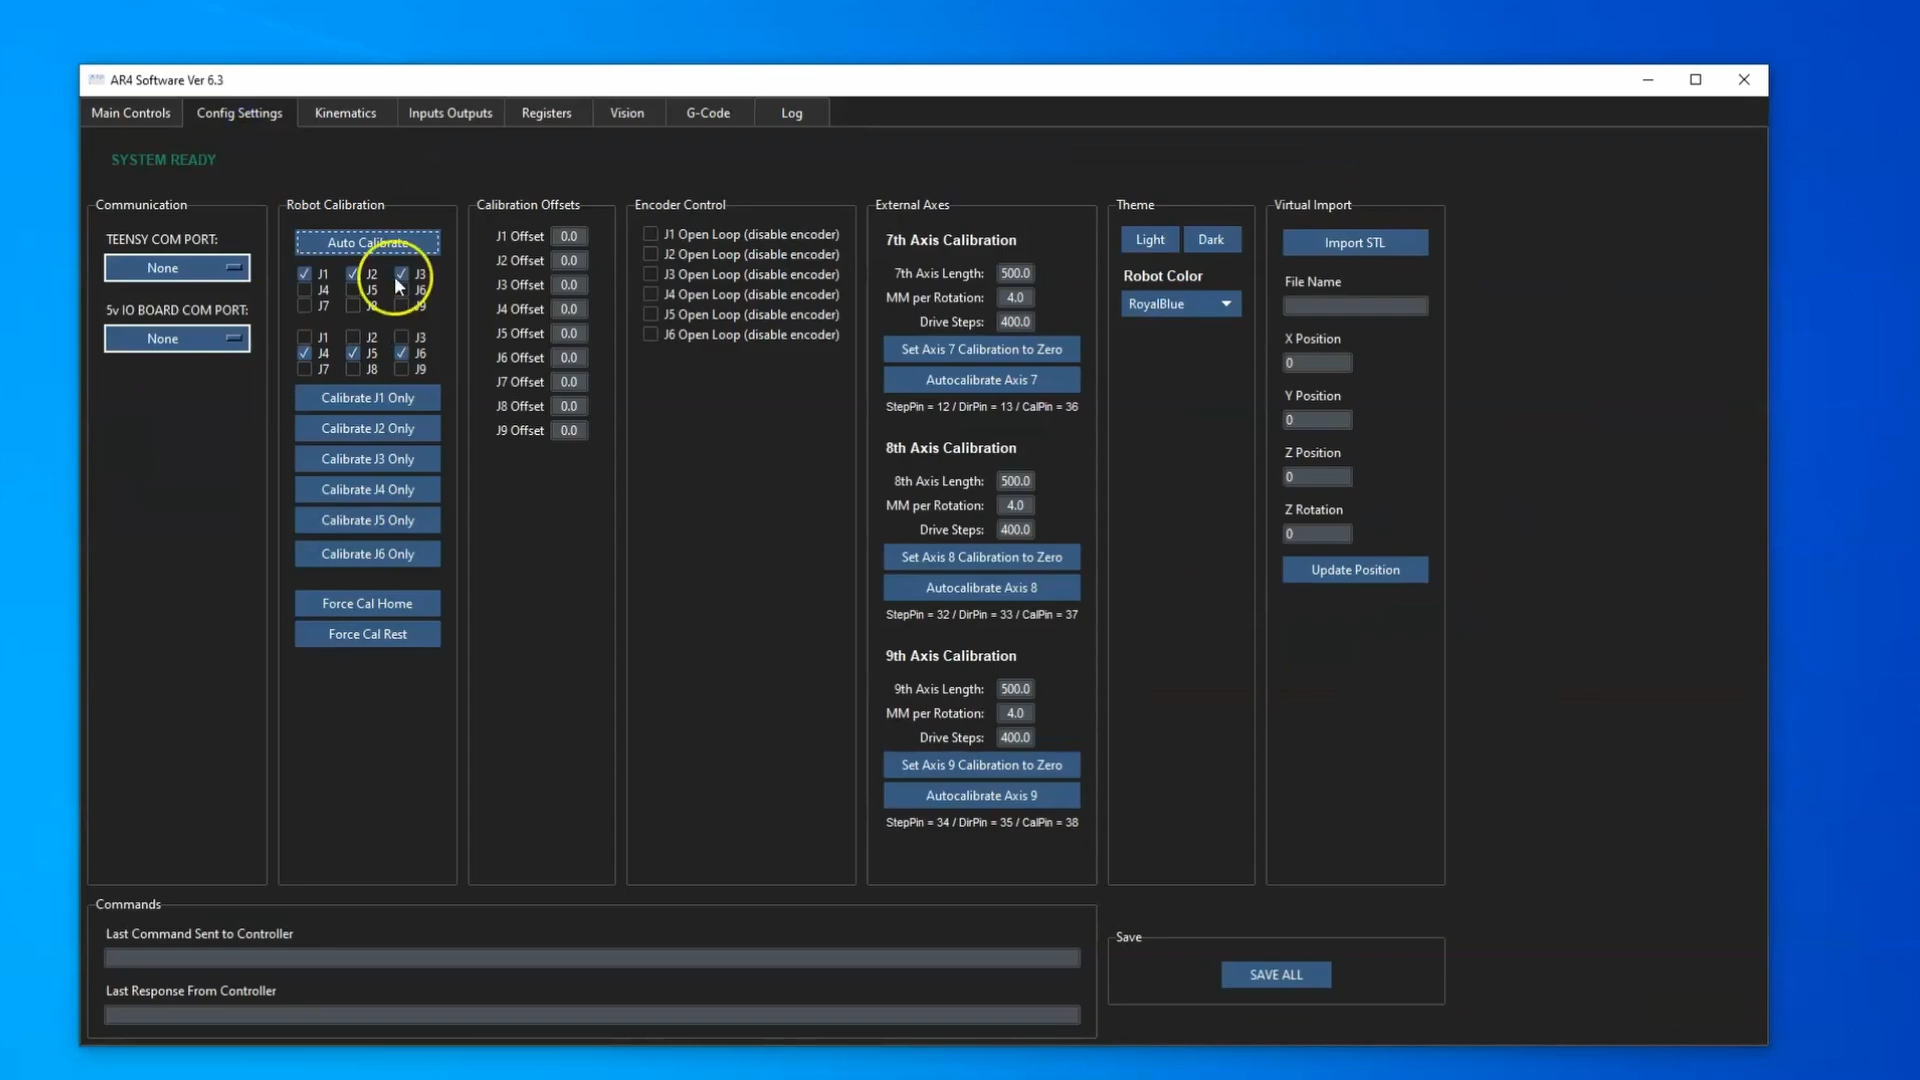 AR4 Software Ver 6.3
Main Controls
Config Settings
Kinematics
Inputs Outputs
Registers
Vision
G-Code
Log
SYSTEM READY
Communication
TEENSY COM PORT:
None
5v IO BOARD COM PORT:
None
Robot Calibration
Auto Calibrate
J1 J2 J3
J4 J5 J6
J7 J8 J9
J1 J2 J3
J4 J5 J6
J7 J8 J9
Calibrate J1 Only
Calibrate J2 Only
Calibrate J3 Only
Calibrate J4 Only
Calibrate J5 Only
Calibrate J6 Only
Force Cal Home
Force Cal Rest
Calibration Offsets
J1 Offset 0.0
J2 Offset 0.0
J3 Offset 0.0
J4 Offset 0.0
J5 Offset 0.0
J6 Offset 0.0
J7 Offset 0.0
J8 Offset 0.0
J9 Offset 0.0
Encoder Control
J1 Open Loop (disable encoder)
J2 Open Loop (disable encoder)
J3 Open Loop (disable encoder)
J4 Open Loop (disable encoder)
J5 Open Loop (disable encoder)
J6 Open Loop (disable encoder)
External Axes
7th Axis Calibration
7th Axis Length: 500.0
MM per Rotation: 4.0
Drive Steps: 400.0
Set Axis 7 Calibration to Zero
Autocalibrate Axis 7
StepPin = 12 / DirPin = 13 / CalPin = 36
8th Axis Calibration
8th Axis Length: 500.0
MM per Rotation: 4.0
Drive Steps: 400.0
Set Axis 8 Calibration to Zero
Autocalibrate Axis 8
StepPin = 32 / DirPin = 33 / CalPin = 37
9th Axis Calibration
9th Axis Length: 500.0
MM per Rotation: 4.0
Drive Steps: 400.0
Set Axis 9 Calibration to Zero
Autocalibrate Axis 9
StepPin = 34 / DirPin = 35 / CalPin = 38
Theme
Light Dark
Robot Color
RoyalBlue
Virtual Import
Import STL
File Name
X Position
0
Y Position
0
Z Position
0
Z Rotation
0
Update Position
Commands
Last Command Sent to Controller
Last Response From Controller
Save
SAVE ALL